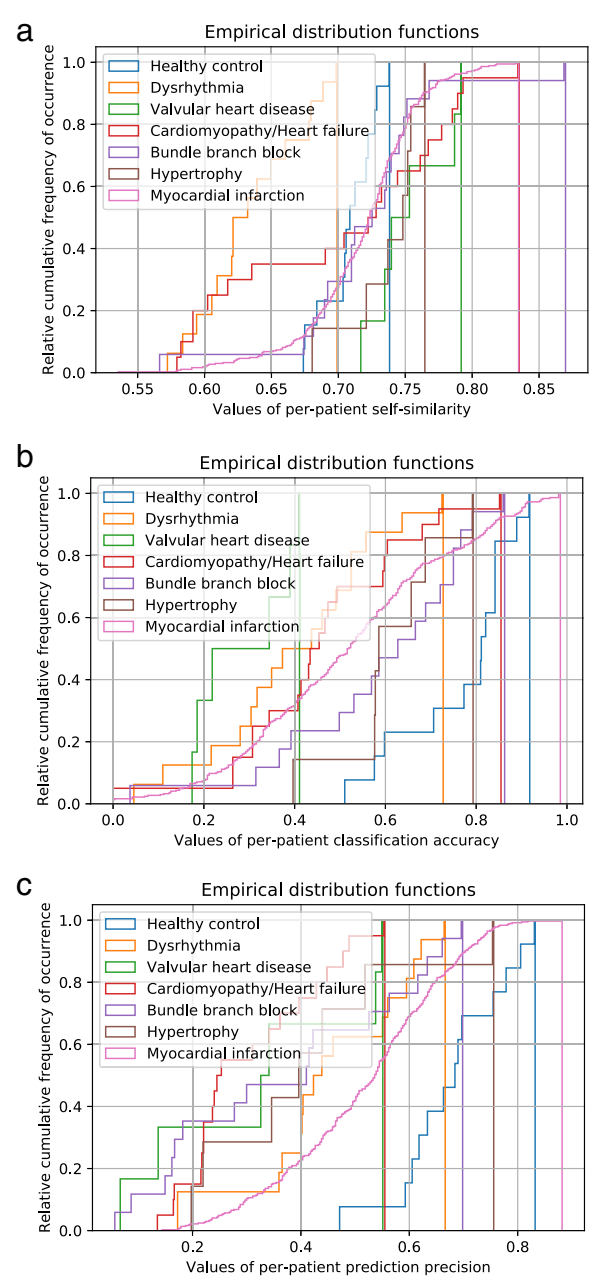 a
Empirical distribution functions
Relative cumulative frequency of occurrence
1.0
0.8
0.6
0.4
0.2
0.0
Healthy control
Dysrhythmia
Valvular heart disease
Cardiomyopathy/Heart failure
Bundle branch block
Hypertrophy
Myocardial infarction
0.55 0.60 0.65 0.70 0.75 0.80 0.85
Values of per-patient self-similarity
b
Empirical distribution functions
Relative cumulative frequency of occurrence
1.0
0.8
0.6
0.4
0.2
0.0
Healthy control
Dysrhythmia
Valvular heart disease
Cardiomyopathy/Heart failure
Bundle branch block
Hypertrophy
Myocardial infarction
0.0 0.2 0.4 0.6 0.8 1.0
Values of per-patient classification accuracy
c
Empirical distribution functions
Relative cumulative frequency of occurrence
1.0
0.8
0.6
0.4
0.2
0.0
Healthy control
Dysrhythmia
Valvular heart disease
Cardiomyopathy/Heart failure
Bundle branch block
Hypertrophy
Myocardial infarction
0.2 0.4 0.6 0.8
Values of per-patient prediction precision